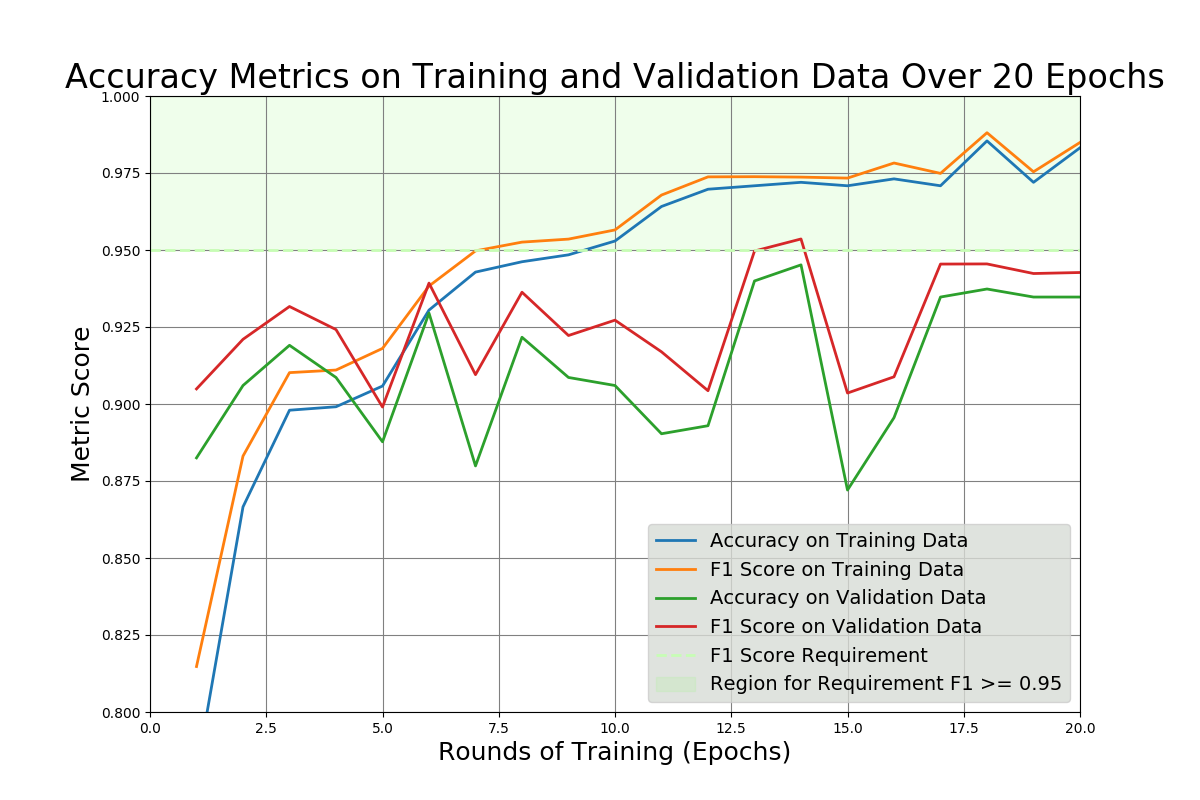 Accuracy Metrics on Training and Validation Data Over 20 Epochs
1.000
0.975
0.950
0.925
0.900
0.875
0.850
0.825
0.800
Metric Score
Accuracy on Training Data
F1 Score on Training Data
Accuracy on Validation Data
F1 Score on Validation Data
F1 Score Requirement
Region for Requirement F1 >= 0.95
0.0 2.5 5.0 7.5 10.0 12.5 15.0 17.5 20.0
Rounds of Training (Epochs)